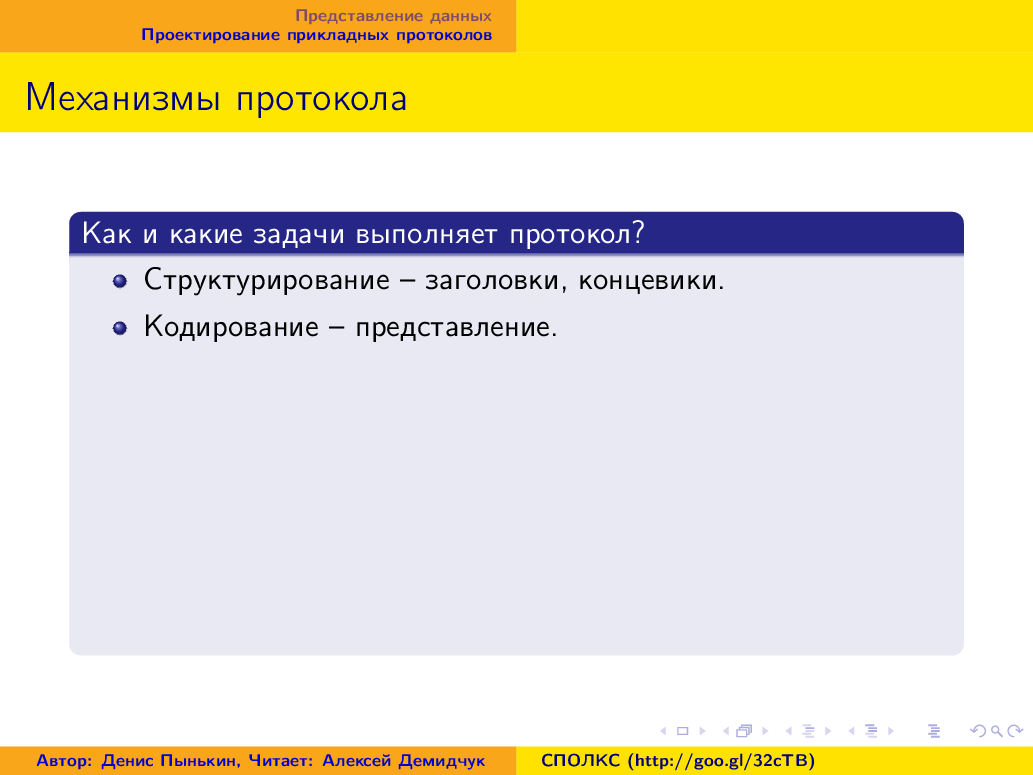 Представление данных
Проектирование прикладных протоколов
Механизмы протокола
Как и какие задачи выполняет протокол?
Структурирование – заголовки, концевики.
Кодирование – представление.
Автор: Денис Пынькин, Читает: Алексей Демидчук
СПОЛКС (http://goo.gl/32cTB)